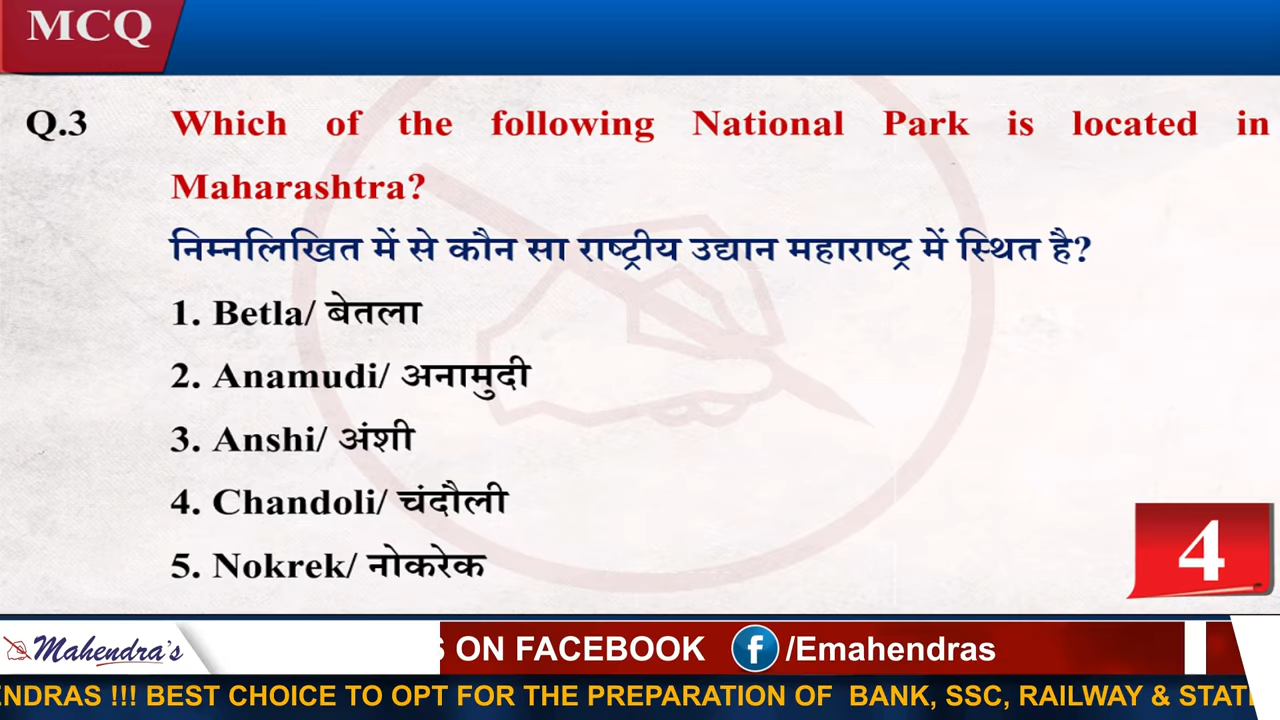 MCQ
Q.3 Which of the following National Park is located in
Maharashtra?
निम्नलिखित में से कौन सा राष्ट्रीय उद्यान महाराष्ट्र में स्थित है?
1. Betla/ बेतला
2. Anamudi/ अनामुदी
3. Anshi/ अंशी
4. Chandoli/ चंदौली
5. Nokrek/ नोकरेक
4
Mahendra's
S ON FACEBOOK f /Emahendras
ENDRAS !!! BEST CHOICE TO OPT FOR THE PREPARATION OF BANK, SSC, RAILWAY & STAT